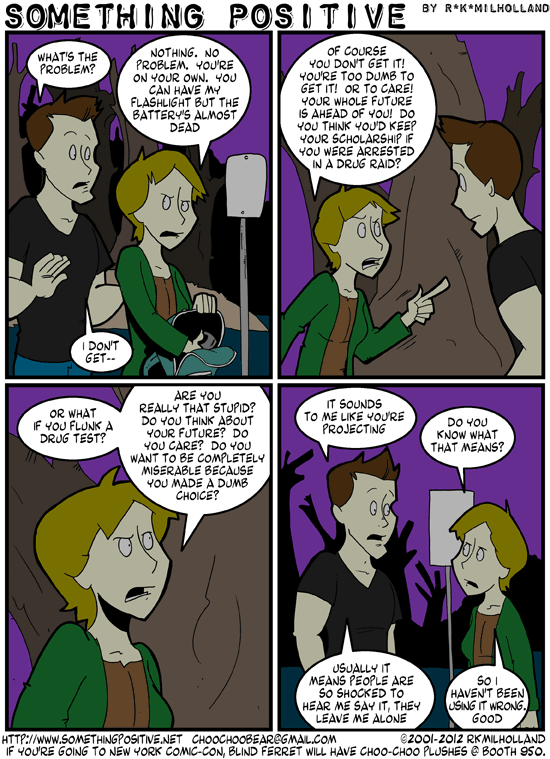 SOMETHING POSITIVE BY R*K*MILHOLLAND
WHAT'S THE
PROBLEM?
NOTHING. NO
PROBLEM. YOU'RE
ON YOUR OWN. YOU
CAN HAVE MY
FLASHLIGHT BUT THE
BATTERY'S ALMOST
DEAD
I DON'T
GET--
OF COURSE
YOU DON'T GET IT!
YOU'RE TOO DUMB TO
GET IT! OR TO CARE!
YOUR WHOLE FUTURE
IS AHEAD OF YOU! DO
YOU THINK YOU'D KEEP
YOUR SCHOLARSHIP IF
YOU WERE ARRESTED
IN A DRUG RAID?
OR WHAT
IF YOU FLUNK A
DRUG TEST?
ARE YOU
REALLY THAT STUPID?
DO YOU THINK ABOUT
YOUR FUTURE? DO
YOU CARE? DO YOU
WANT TO BE COMPLETELY
MISERABLE BECAUSE
YOU MADE A DUMB
CHOICE?
IT SOUNDS
TO ME LIKE YOU'RE
PROJECTING
DO YOU
KNOW WHAT
THAT MEANS?
USUALLY IT
MEANS PEOPLE ARE
SO SHOCKED TO
HEAR ME SAY IT, THEY
LEAVE ME ALONE
SO I
HAVEN'T BEEN
USING IT WRONG.
GOOD
HTTP://WWW.SOMETHINGPOSITIVE.NET CHOOCHOOBEAR@GMAIL.COM ©2001-2012 RKMILHOLLAND
IF YOU'RE GOING TO NEW YORK COMIC-CON, BLIND FERRET WILL HAVE CHOO-CHOO PLUSHES @ BOOTH 950.